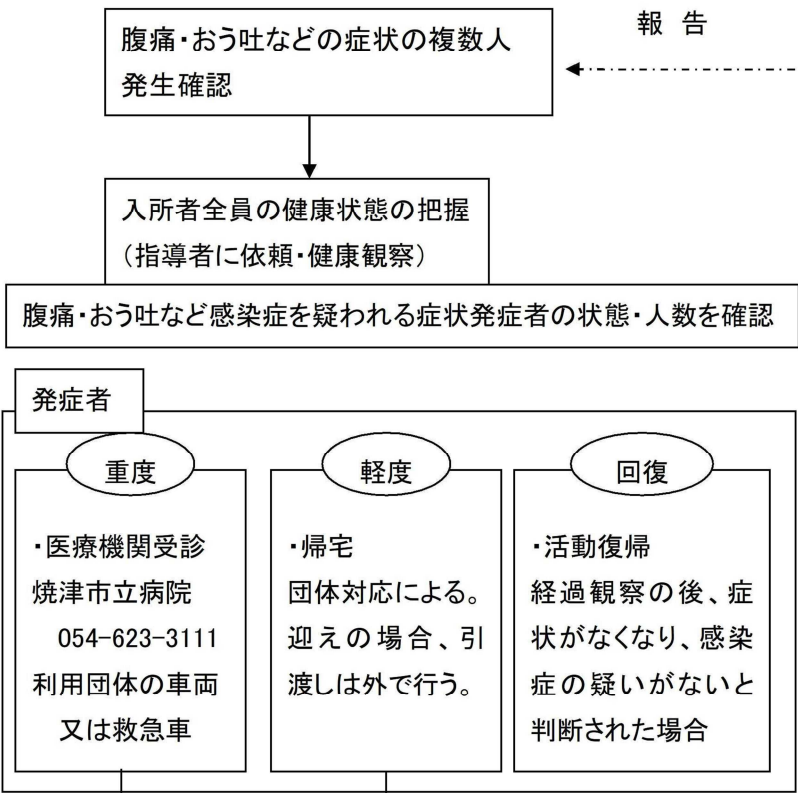 腹痛・おう吐などの症状の複数人
発生確認
報 告
入所者全員の健康状態の把握
（指導者に依頼・健康観察）
腹痛・おう吐など感染症を疑われる症状発症者の状態・人数を確認
発症者
重度
・医療機関受診
焼津市立病院
054-623-3111
利用団体の車両
又は救急車
軽度
・帰宅
団体対応による。
迎えの場合、引
渡しは外で行う。
回復
・活動復帰
経過観察の後、症
状がなくなり、感染
症の疑いがないと
判断された場合